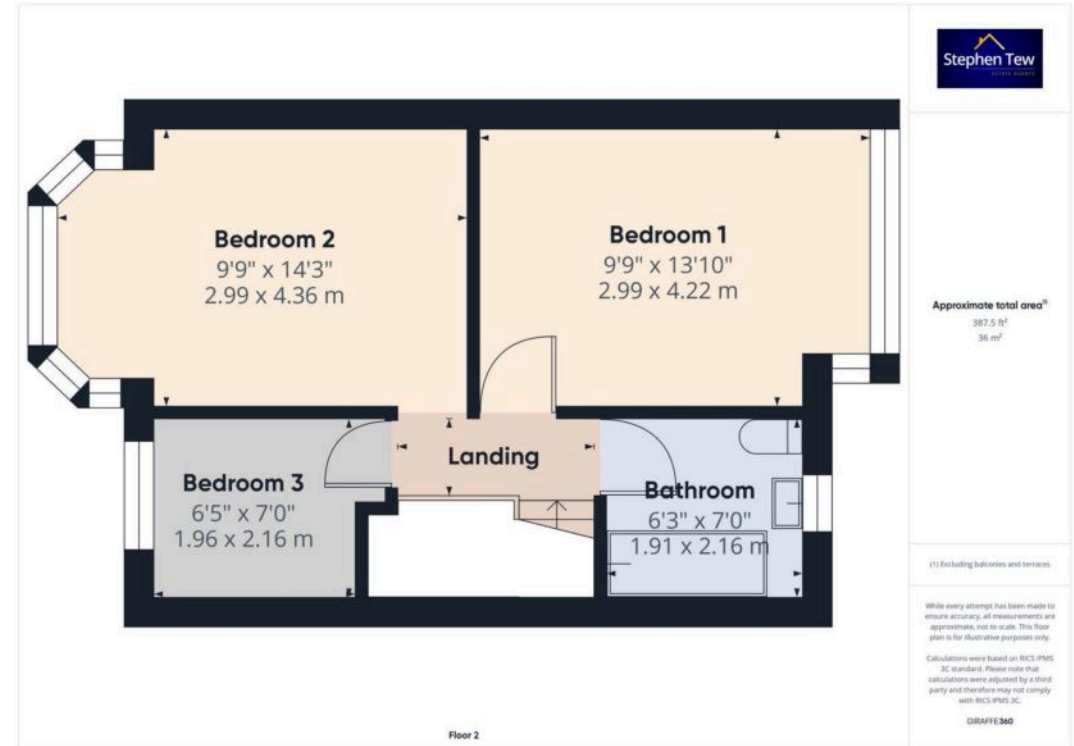 Stephen Tew
ESTATE AGENTS
Bedroom 2
9'9" x 14'3"
2.99 x 4.36 m
Bedroom 1
9'9" x 13'10"
2.99 x 4.22 m
Bedroom 3
6'5" x 7'0"
1.96 x 2.16 m
Landing
Bathroom
6'3" x 7'0"
1.91 x 2.16 m
Floor 2
Approximate total area⁽¹⁾
387.5 ft²
36 m²
(1) Excluding balconies and terraces
While every attempt has been made to
ensure accuracy, all measurements are
approximate, not to scale. This floor
plan is for illustrative purposes only.
Calculations were based on RICS IPMS
3C standard. Please note that
calculations were adjusted by a third
party and therefore may not comply
with RICS IPMS 3C.
GIRAFFE360